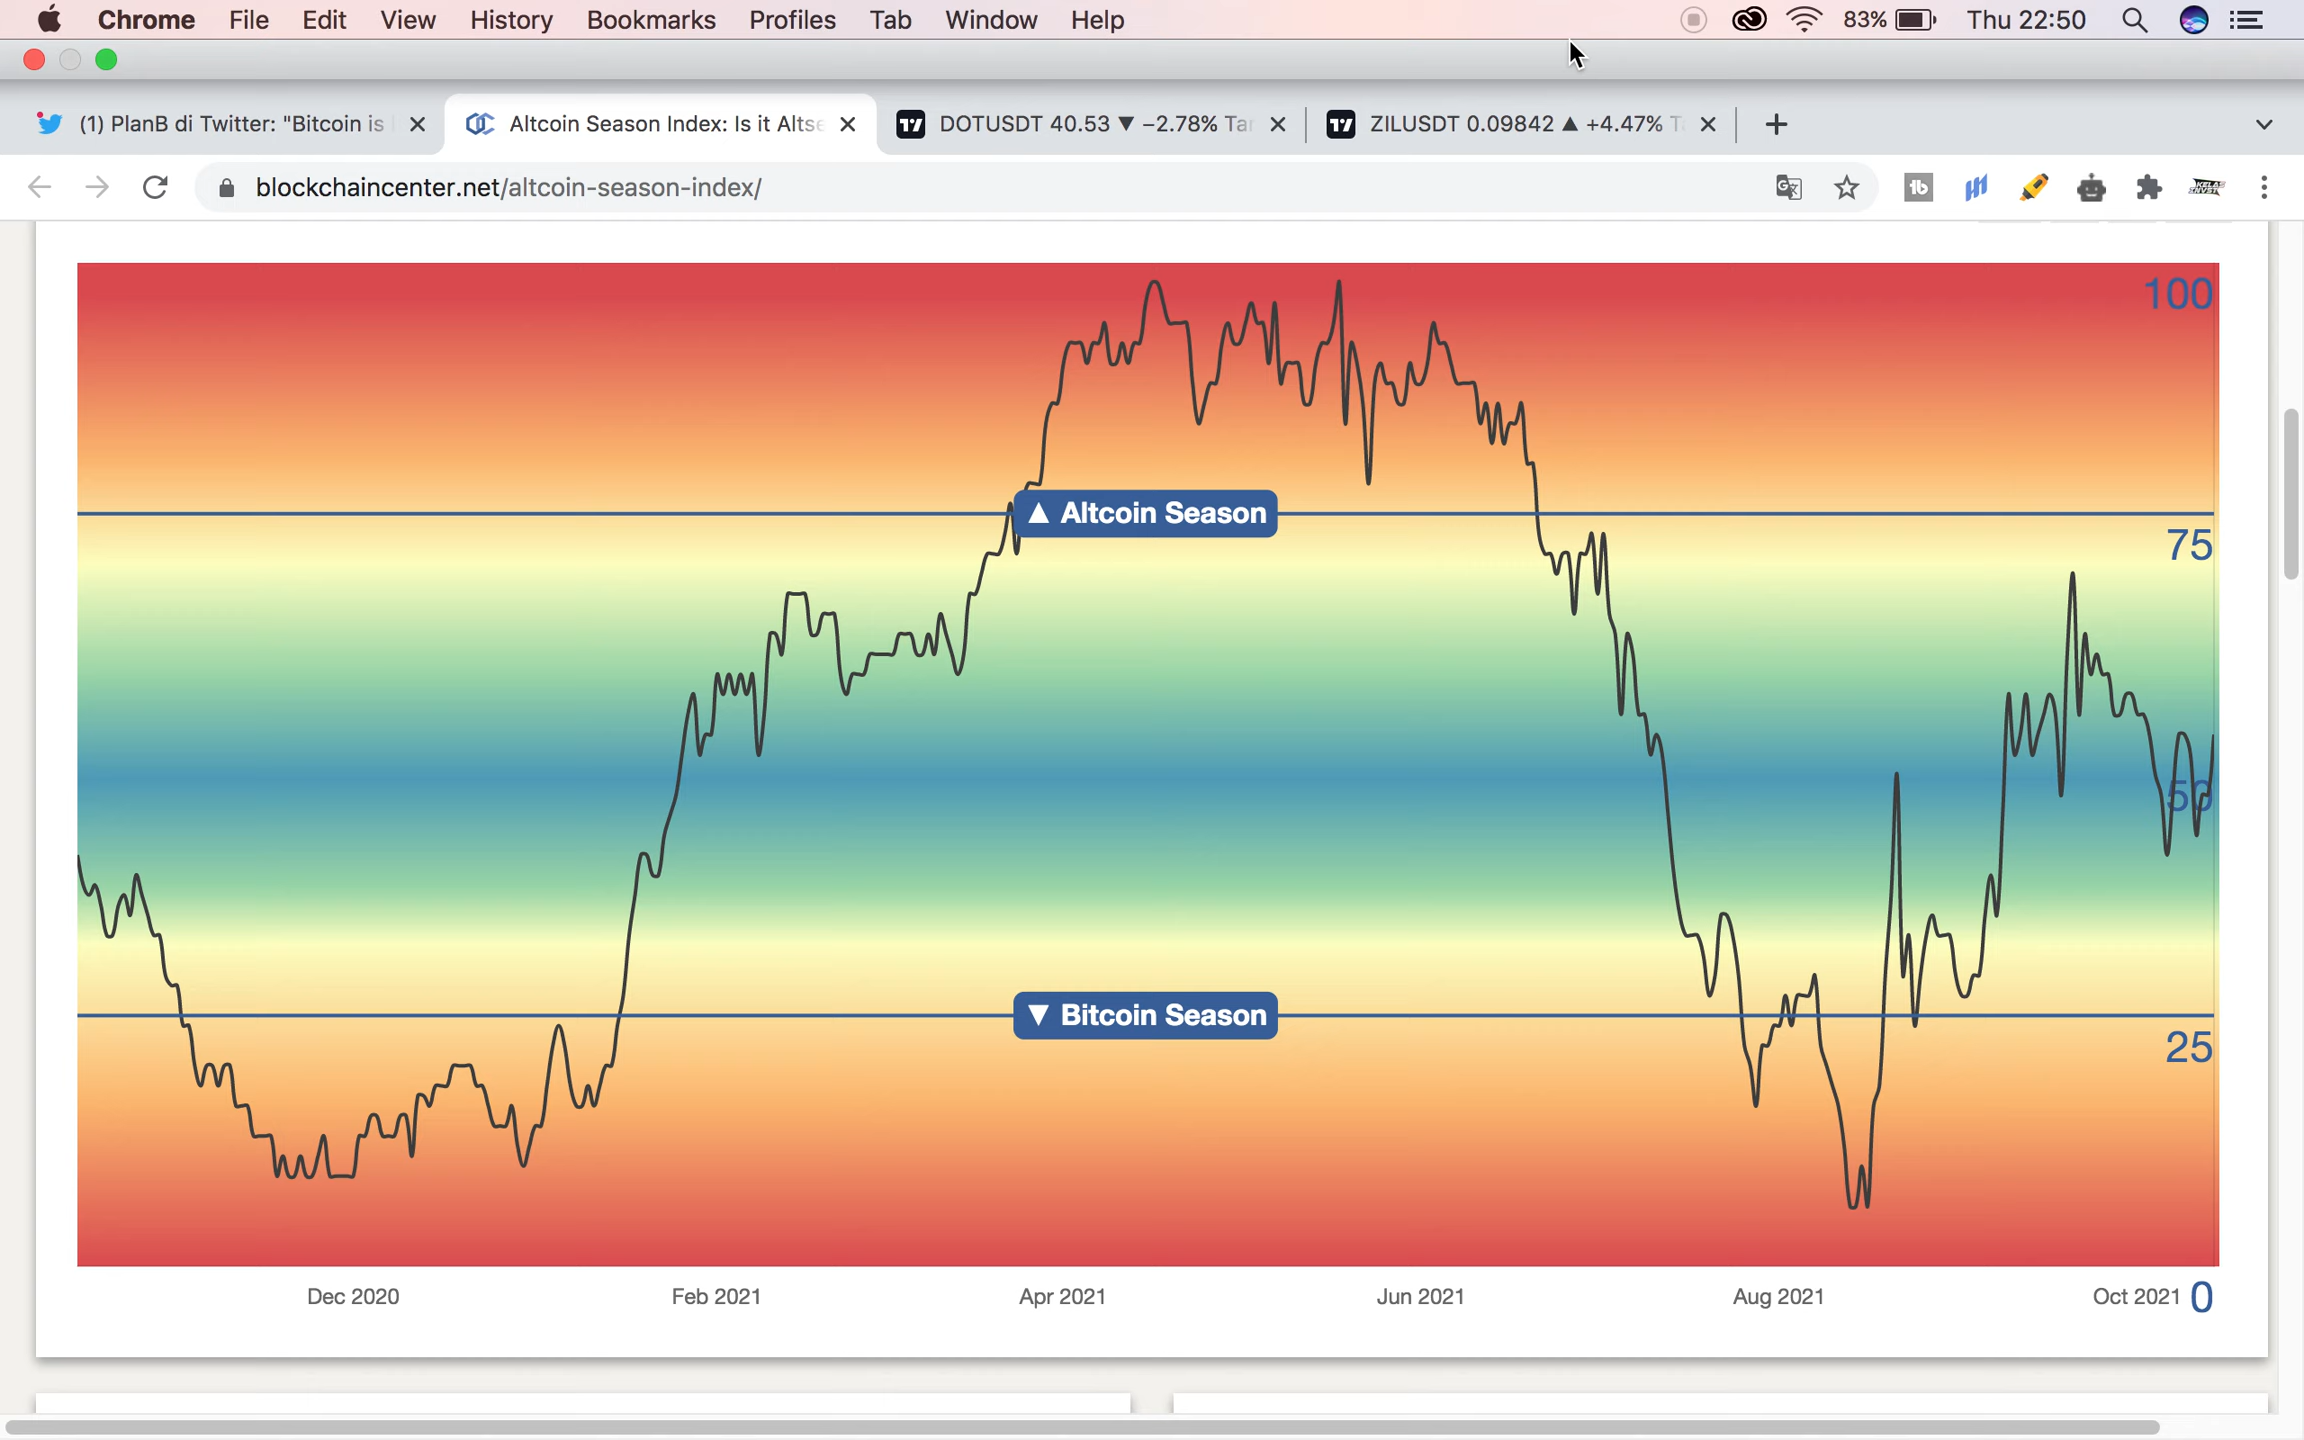 Chrome File Edit View History Bookmarks Profiles Tab Window Help 83% Thu 22:50
(1) PlanB di Twitter: "Bitcoin is Altcoin Season Index: Is it Altse DOTUSDT 40.53 ▼ −2.78% Ta ZILUSDT 0.09842 ▲ +4.47% T
blockchaincenter.net/altcoin-season-index/
100
▲ Altcoin Season
75
50
▼ Bitcoin Season
25
Dec 2020 Feb 2021 Apr 2021 Jun 2021 Aug 2021 Oct 2021 0